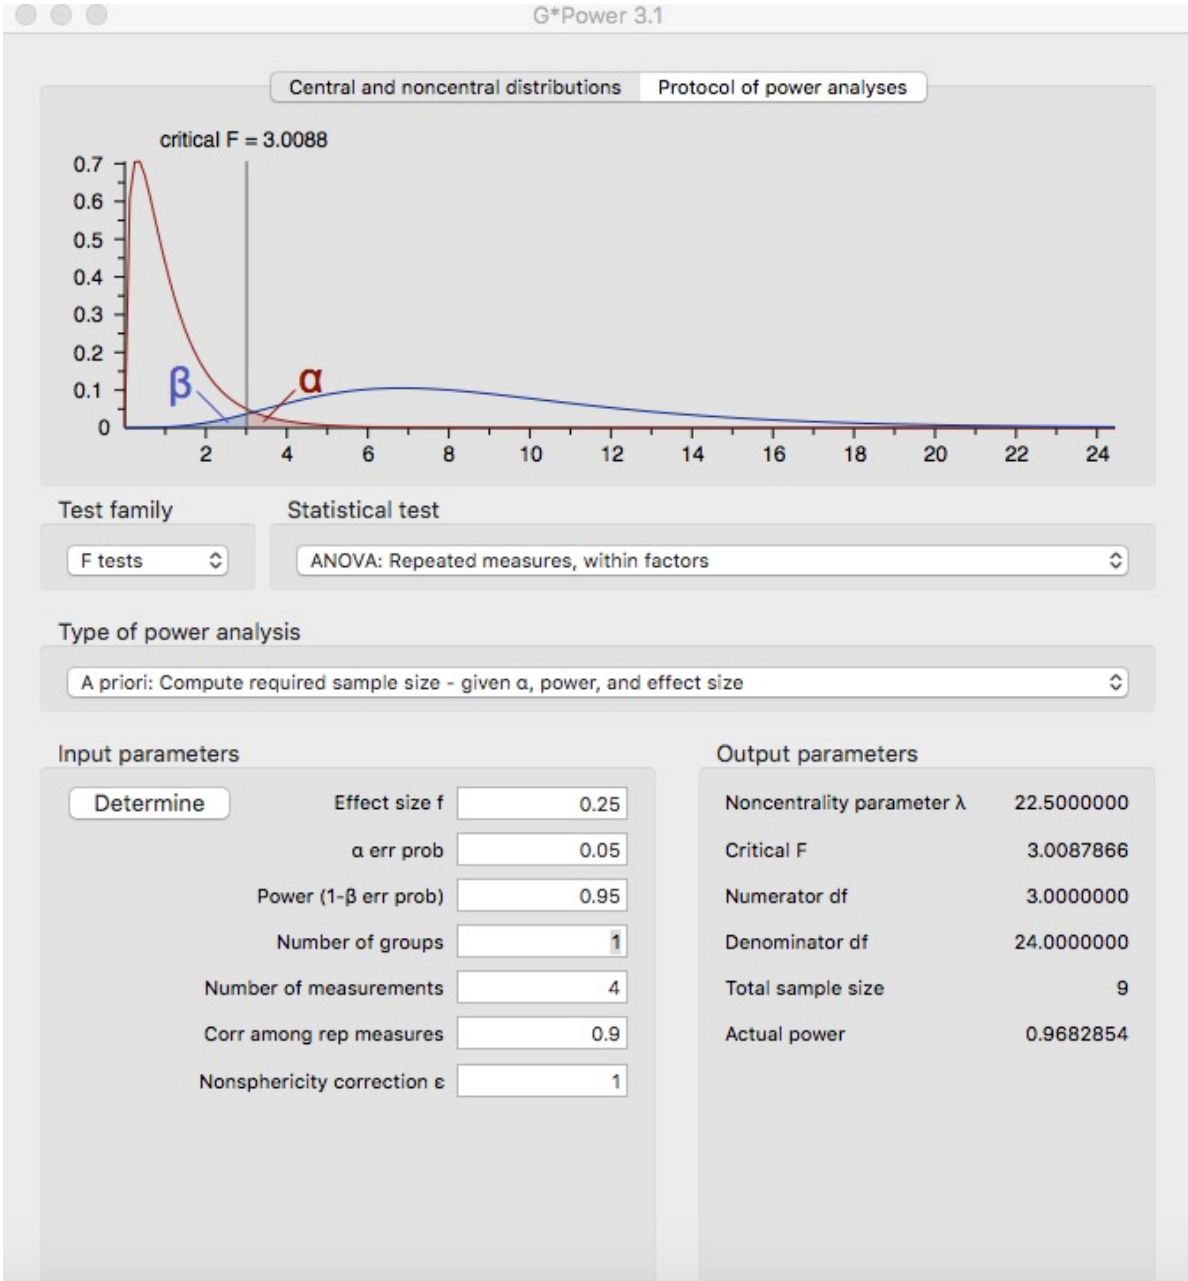 G*Power 3.1
Central and noncentral distributions Protocol of power analyses
critical F = 3.0088
0.7
0.6
0.5
0.4
0.3
0.2
0.1
0
β α
2 4 6 8 10 12 14 16 18 20 22 24
Test family Statistical test
F tests ANOVA: Repeated measures, within factors
Type of power analysis
A priori: Compute required sample size - given α, power, and effect size
Input parameters Output parameters
Determine Effect size f 0.25 Noncentrality parameter λ 22.5000000
α err prob 0.05 Critical F 3.0087866
Power (1-β err prob) 0.95 Numerator df 3.0000000
Number of groups 1 Denominator df 24.0000000
Number of measurements 4 Total sample size 9
Corr among rep measures 0.9 Actual power 0.9682854
Nonsphericity correction ε 1